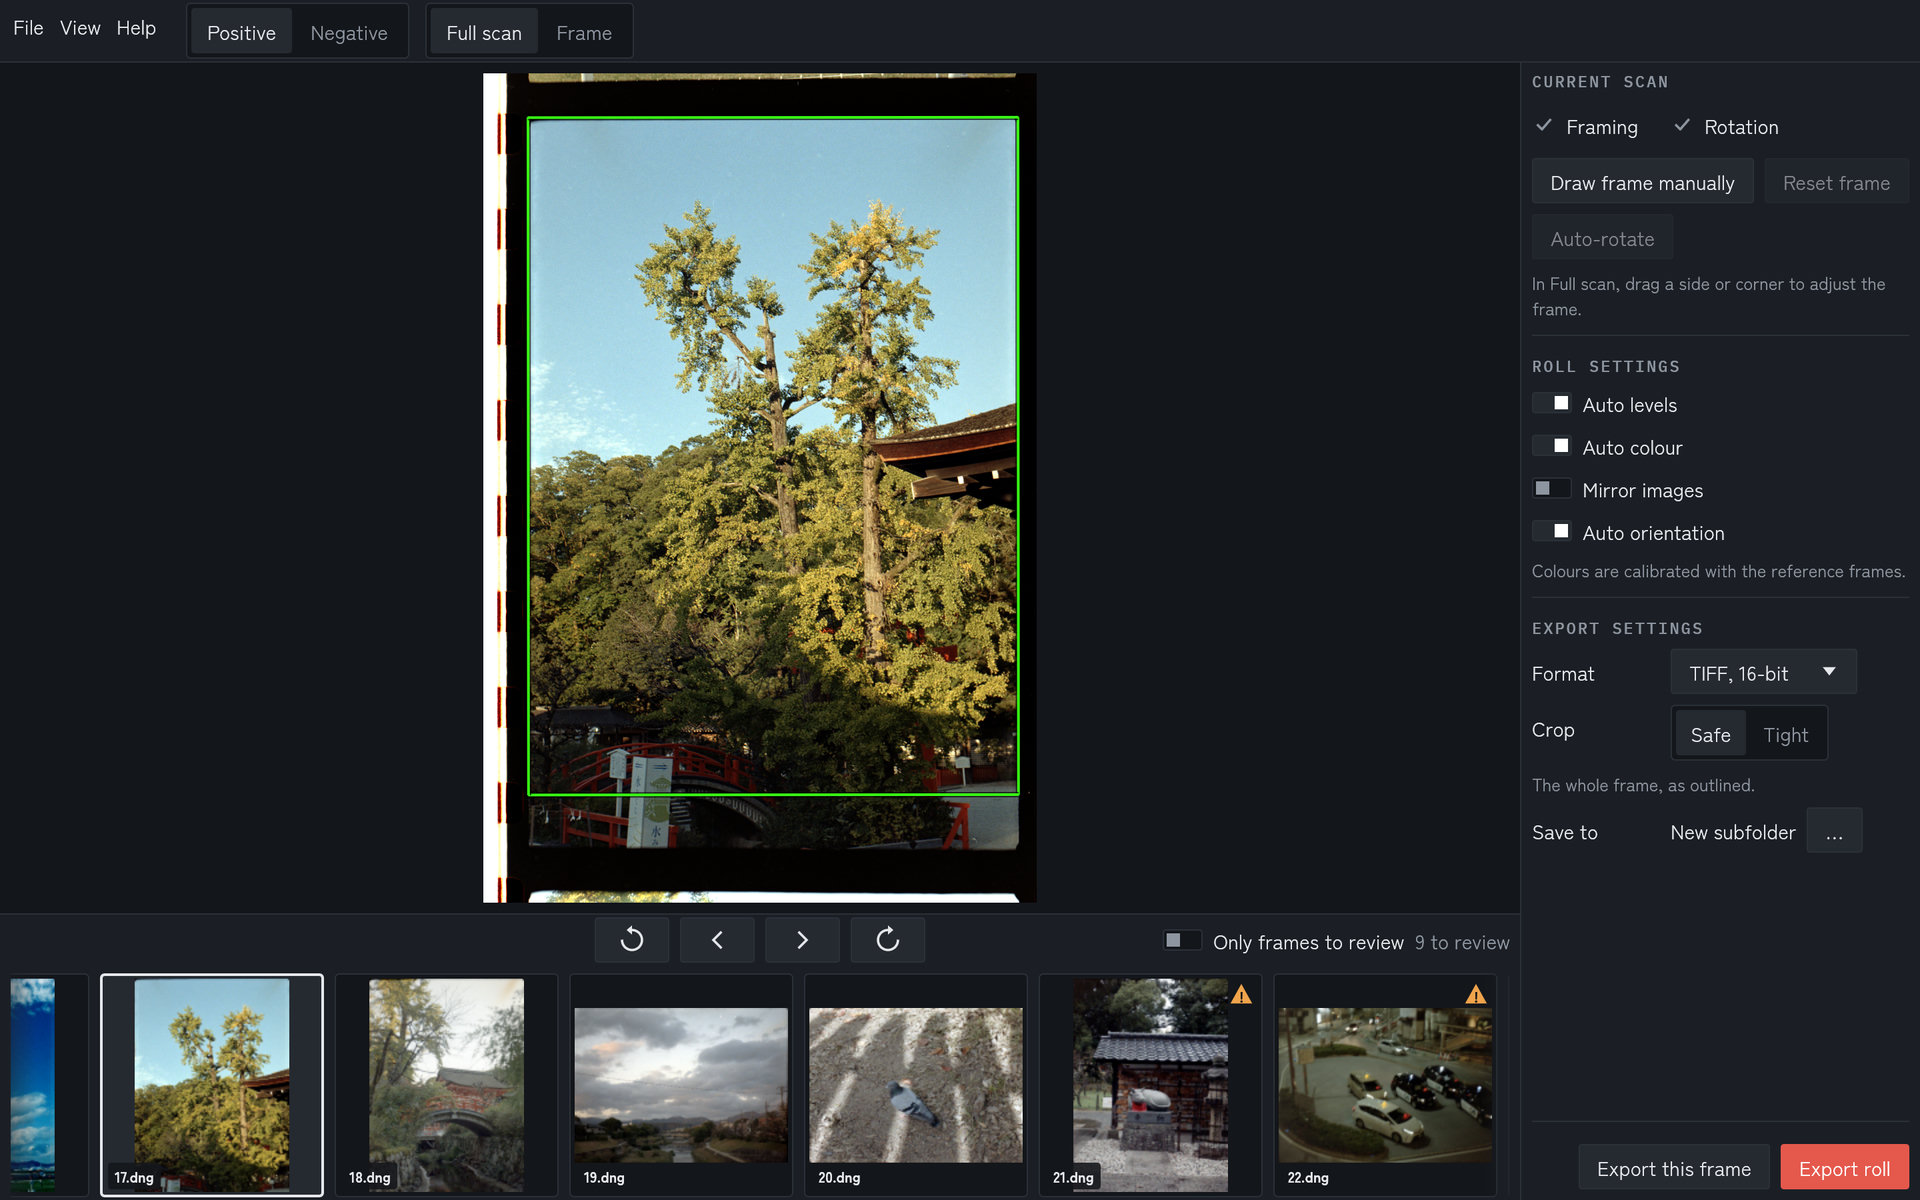 File View Help
Positive Negative
Full scan Frame
CURRENT SCAN
Framing Rotation
Draw frame manually
Reset frame
Auto-rotate
In Full scan, drag a side or corner to adjust the
frame.
ROLL SETTINGS
Auto levels
Auto colour
Mirror images
Auto orientation
Colours are calibrated with the reference frames.
EXPORT SETTINGS
Format TIFF, 16-bit
Crop Safe Tight
The whole frame, as outlined.
Save to New subfolder ...
水
Only frames to review 9 to review
17.dng
18.dng
19.dng
20.dng
21.dng
22.dng
Export this frame
Export roll